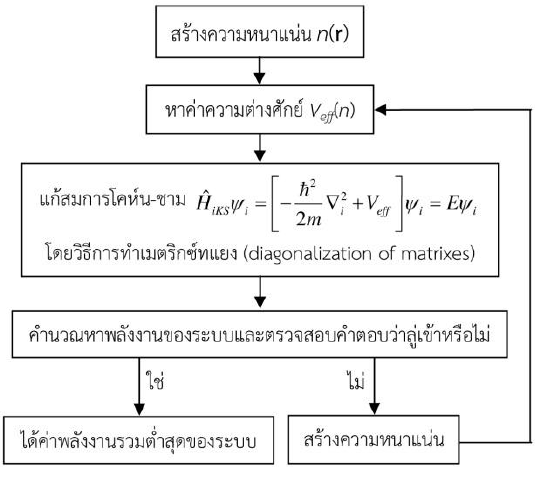 สร้างความหนาแน่น n(r)
หาค่าความต่างศักย์ V_eff(n)
แก้สมการโคห์น-ชาม Ĥ_iKS ψ_i = [-ħ²/2m ∇_i² + V_eff] ψ_i = Eψ_i
โดยวิธีการทำเมตริกซ์ทแยง (diagonalization of matrixes)
คำนวณหาพลังงานของระบบและตรวจสอบคำตอบว่าลู่เข้าหรือไม่
ใช่ ไม่
ได้ค่าพลังงานรวมต่ำสุดของระบบ สร้างความหนาแน่น